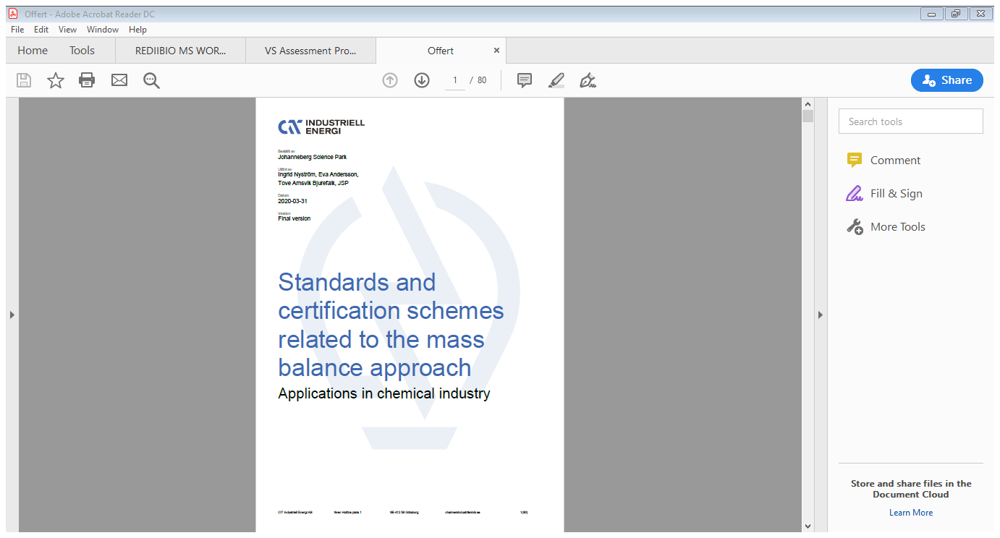 Offert - Adobe Acrobat Reader DC
File Edit View Window Help
Home Tools REDIIBIO MS WOR... VS Assessment Pro... Offert
1 / 80
Share
INDUSTRIELL
ENERGI
Beställt av
Johanneberg Science Park
Utfört av
Ingrid Nyström, Eva Andersson,
Tove Arnsvik Bjurefalk, JSP
Datum
2020-03-31
Version
Final version
Standards and
certification schemes
related to the mass
balance approach
Applications in chemical industry
CIT Industriell Energi AB Sven Hultins plats 1 SE-412 58 Göteborg chalmersindustriteknik.se 1(80)
Search tools
Comment
Fill & Sign
More Tools
Store and share files in the
Document Cloud
Learn More